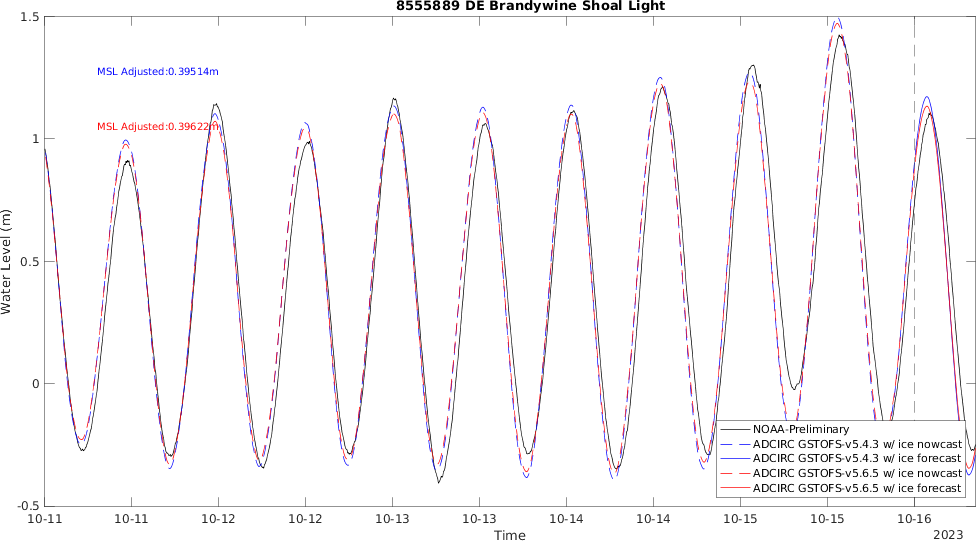 8555889 DE Brandywine Shoal Light
1.5
MSL Adjusted:0.39514m
MSL Adjusted:0.39622m
1
0.5
Water Level (m)
0
NOAA-Preliminary
ADCIRC GSTOFS-v5.4.3 w/ ice nowcast
ADCIRC GSTOFS-v5.4.3 w/ ice forecast
ADCIRC GSTOFS-v5.6.5 w/ ice nowcast
ADCIRC GSTOFS-v5.6.5 w/ ice forecast
-0.5
10-11 10-11 10-12 10-12 10-13 10-13 10-14 10-14 10-15 10-15 10-16
Time
2023